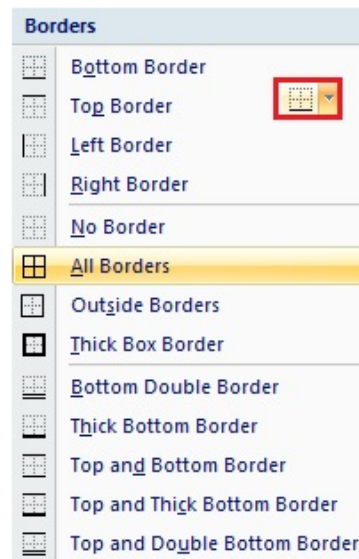 Borders
Bottom Border
Top Border
Left Border
Right Border
No Border
All Borders
Outside Borders
Thick Box Border
Bottom Double Border
Thick Bottom Border
Top and Bottom Border
Top and Thick Bottom Border
Top and Double Bottom Border